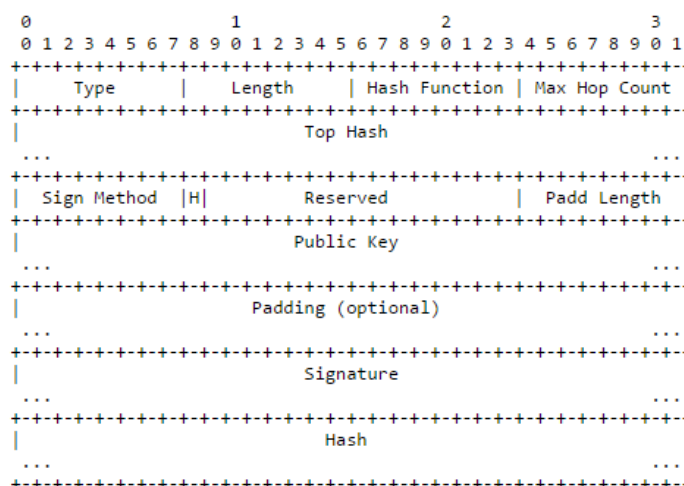 0                   1                   2                   3
0 1 2 3 4 5 6 7 8 9 0 1 2 3 4 5 6 7 8 9 0 1 2 3 4 5 6 7 8 9 0 1
+-+-+-+-+-+-+-+-+-+-+-+-+-+-+-+-+-+-+-+-+-+-+-+-+-+-+-+-+-+-+-+-
| Type | Length | Hash Function | Max Hop Count
+-+-+-+-+-+-+-+-+-+-+-+-+-+-+-+-+-+-+-+-+-+-+-+-+-+-+-+-+-+-+-+-
| Top Hash
... ...
+-+-+-+-+-+-+-+-+-+-+-+-+-+-+-+-+-+-+-+-+-+-+-+-+-+-+-+-+-+-+-+-
| Sign Method |H| Reserved | Padd Length
+-+-+-+-+-+-+-+-+-+-+-+-+-+-+-+-+-+-+-+-+-+-+-+-+-+-+-+-+-+-+-+-
| Public Key
... ...
+-+-+-+-+-+-+-+-+-+-+-+-+-+-+-+-+-+-+-+-+-+-+-+-+-+-+-+-+-+-+-+-
| Padding (optional)
... ...
+-+-+-+-+-+-+-+-+-+-+-+-+-+-+-+-+-+-+-+-+-+-+-+-+-+-+-+-+-+-+-+-
| Signature
... ...
+-+-+-+-+-+-+-+-+-+-+-+-+-+-+-+-+-+-+-+-+-+-+-+-+-+-+-+-+-+-+-+-
| Hash
... ...
+-+-+-+-+-+-+-+-+-+-+-+-+-+-+-+-+-+-+-+-+-+-+-+-+-+-+-+-+-+-+-+-